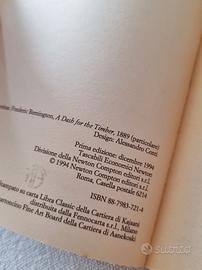 Frederic Remington, A Dash for the Timber, 1889 (particolare)
Design: Alessandro Conti
Prima edizione: dicembre 1994
Tascabili Economici Newton
Divisione della Newton Compton editori s.r.l.
© 1994 Newton Compton editori s.r.l.
Roma, Casella postale 6214
ISBN 88-7983-721-4
Stampato su carta Libra Classic della Cartiera di Kajaani
distribuita dalla Fennocarta s.r.l., Milano
Cartoncino Fine Art Board della Cartiera di Aanekoski
subito